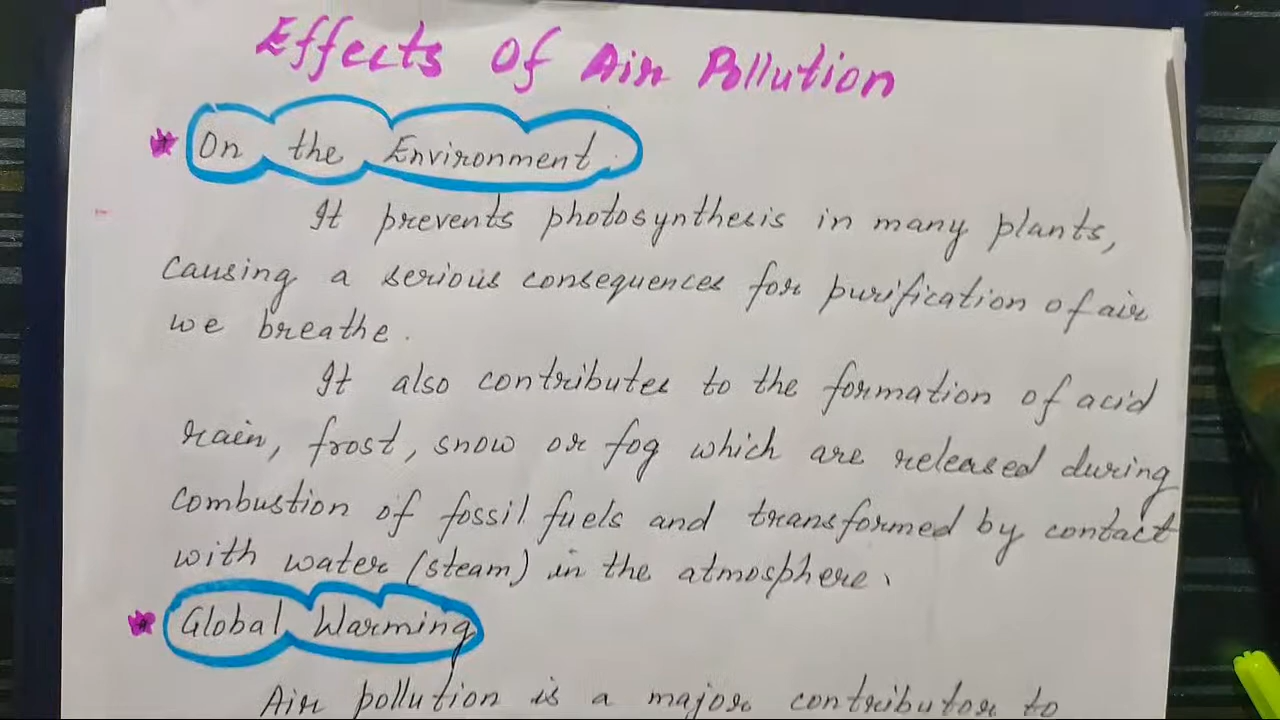 Effects Of Air Pollution
On the Environment.
It prevents photosynthesis in many plants,
causing a serious consequences for purification of air
we breathe.
It also contributes to the formation of acid
rain, frost, snow or fog which are released during
combustion of fossil fuels and transformed by contact
with water (steam) in the atmosphere.
Global Warming
Air pollution is a major contributor to